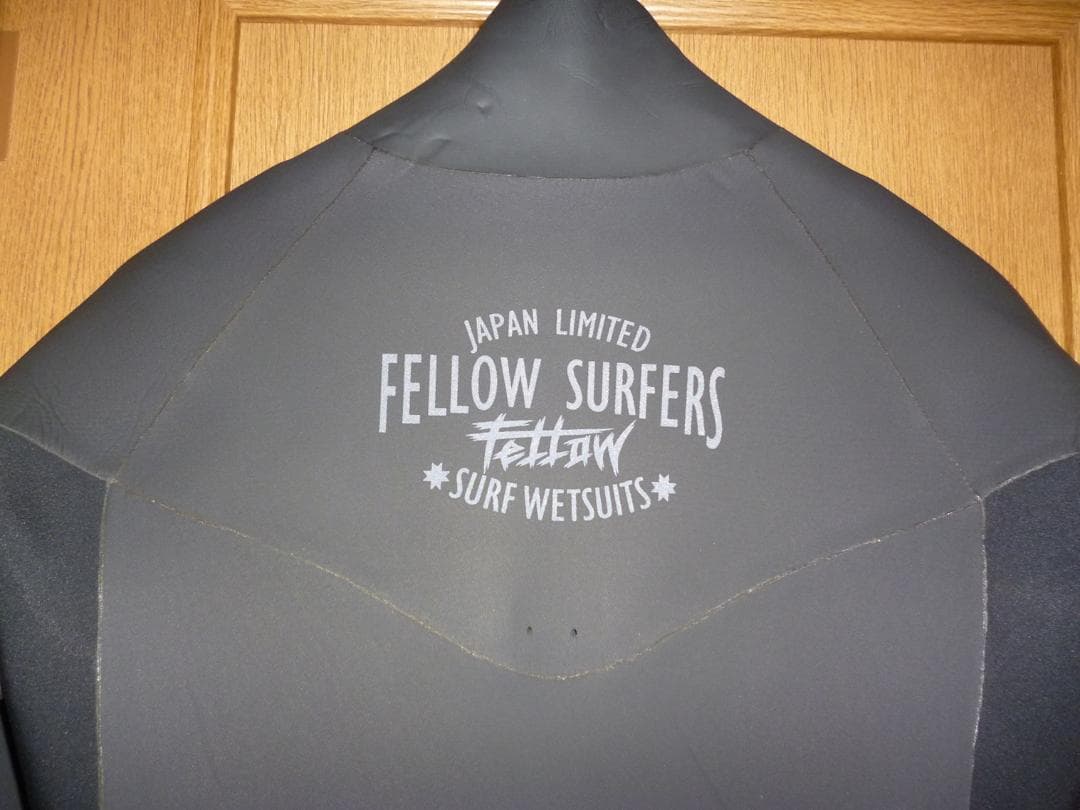 JAPAN LIMITED
FELLOW SURFERS
Fellow
SURF WETSUITS